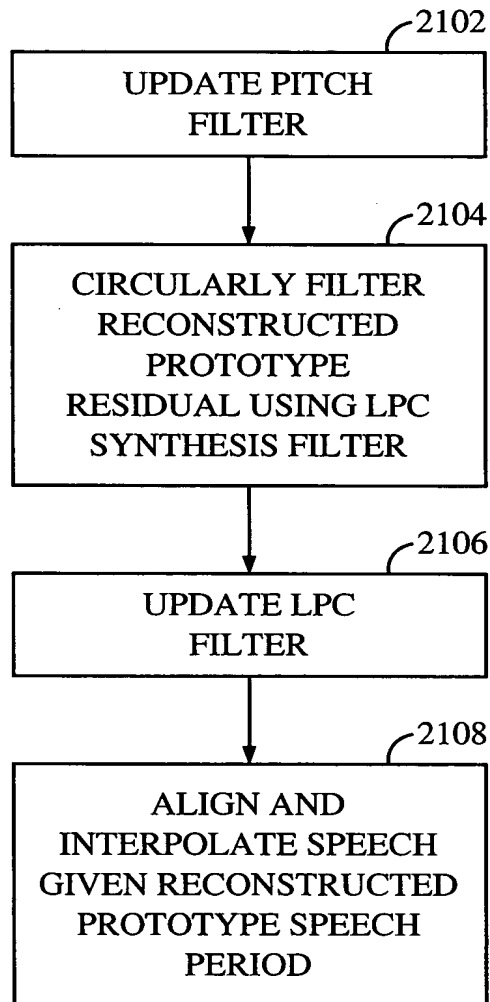 2102
UPDATE PITCH
FILTER
2104
CIRCULARLY FILTER
RECONSTRUCTED
PROTOTYPE
RESIDUAL USING LPC
SYNTHESIS FILTER
2106
UPDATE LPC
FILTER
2108
ALIGN AND
INTERPOLATE SPEECH
GIVEN RECONSTRUCTED
PROTOTYPE SPEECH
PERIOD